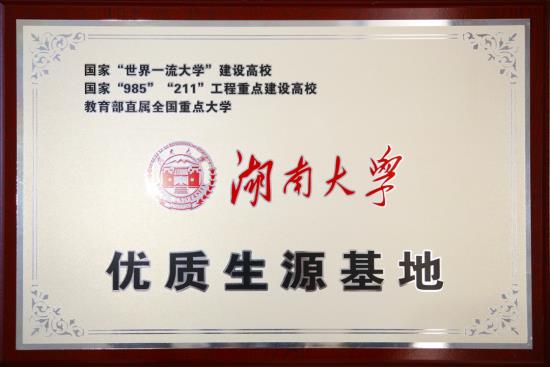 国家“世界一流大学”建设高校
国家“985”“211”工程重点建设高校
教育部直属全国重点大学
湖南大學
优质生源基地